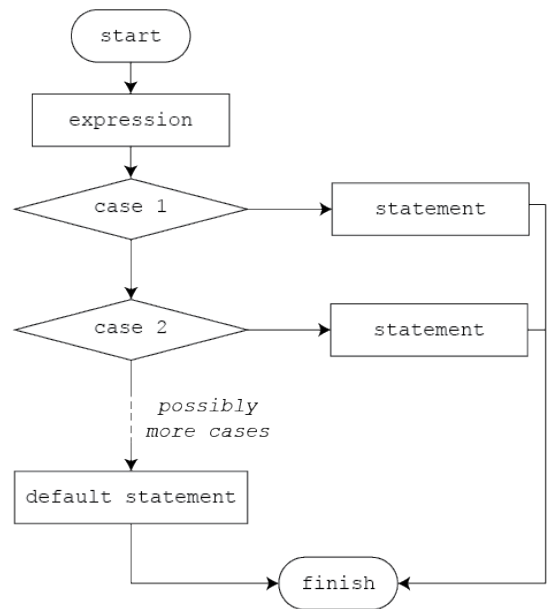 start
expression
case 1
statement
case 2
statement
possibly
more cases
default statement
finish